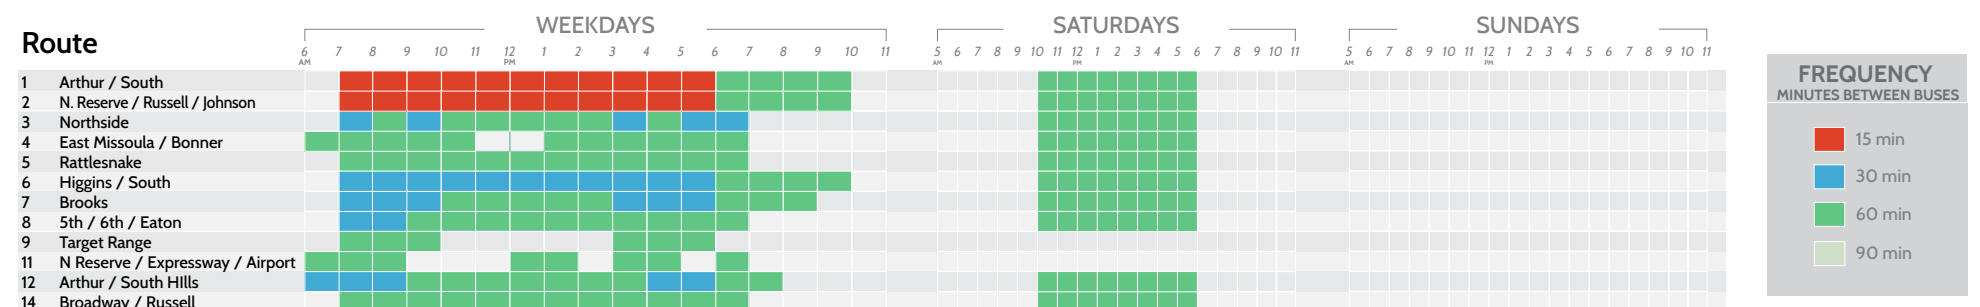 WEEKDAYS SATURDAYS SUNDAYS
Route
6 7 8 9 10 11 12 1 2 3 4 5 6 7 8 9 10 11 5 6 7 8 9 10 11 12 1 2 3 4 5 6 7 8 9 10 11 5 6 7 8 9 10 11 12 1 2 3 4 5 6 7 8 9 10 11
AM PM AM PM AM PM
FREQUENCY
MINUTES BETWEEN BUSES
15 min
30 min
60 min
90 min
1 Arthur / South
2 N. Reserve / Russell / Johnson
3 Northside
4 East Missoula / Bonner
5 Rattlesnake
6 Higgins / South
7 Brooks
8 5th / 6th / Eaton
9 Target Range
11 N Reserve / Expressway / Airport
12 Arthur / South HIlls
14 Broadway / Russell